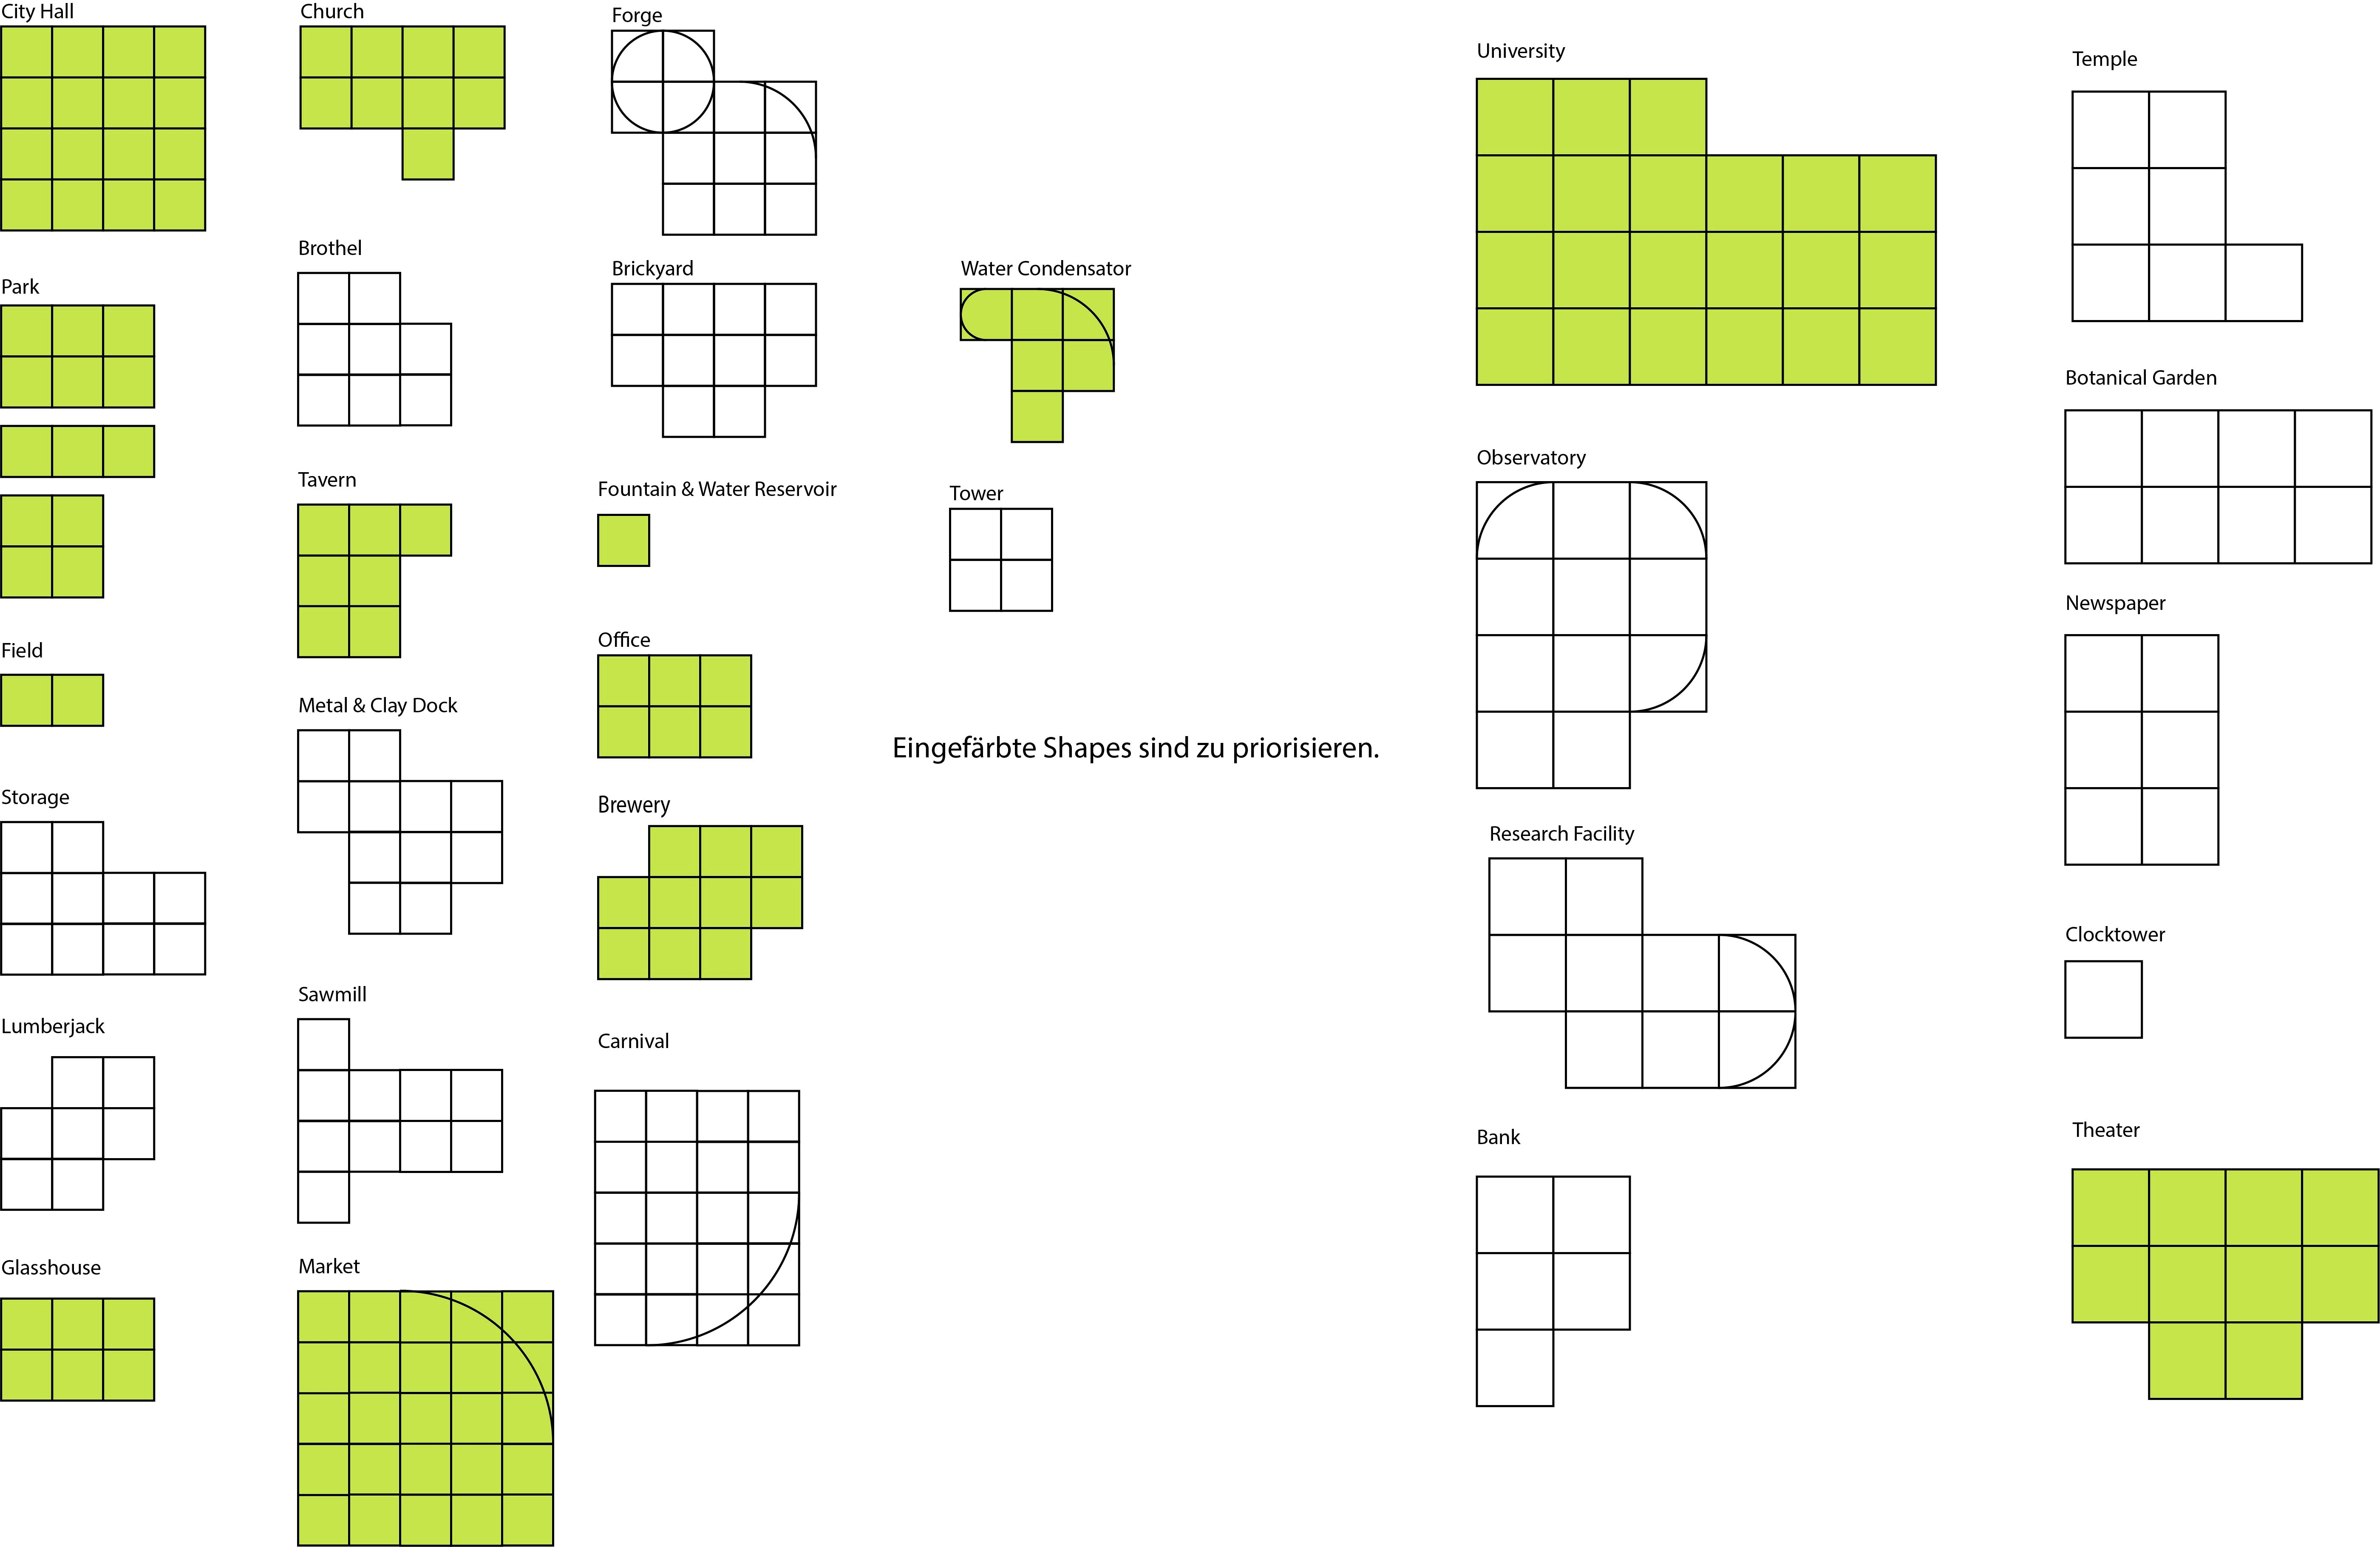 City Hall
Park
Field
Storage
Lumberjack
Glasshouse
Church
Brothel
Tavern
Metal & Clay Dock
Sawmill
Market
Forge
Brickyard
Fountain & Water Reservoir
Office
Brewery
Carnival
Water Condensator
Tower
Eingefärbte Shapes sind zu priorisieren.
University
Observatory
Research Facility
Bank
Temple
Botanical Garden
Newspaper
Clocktower
Theater